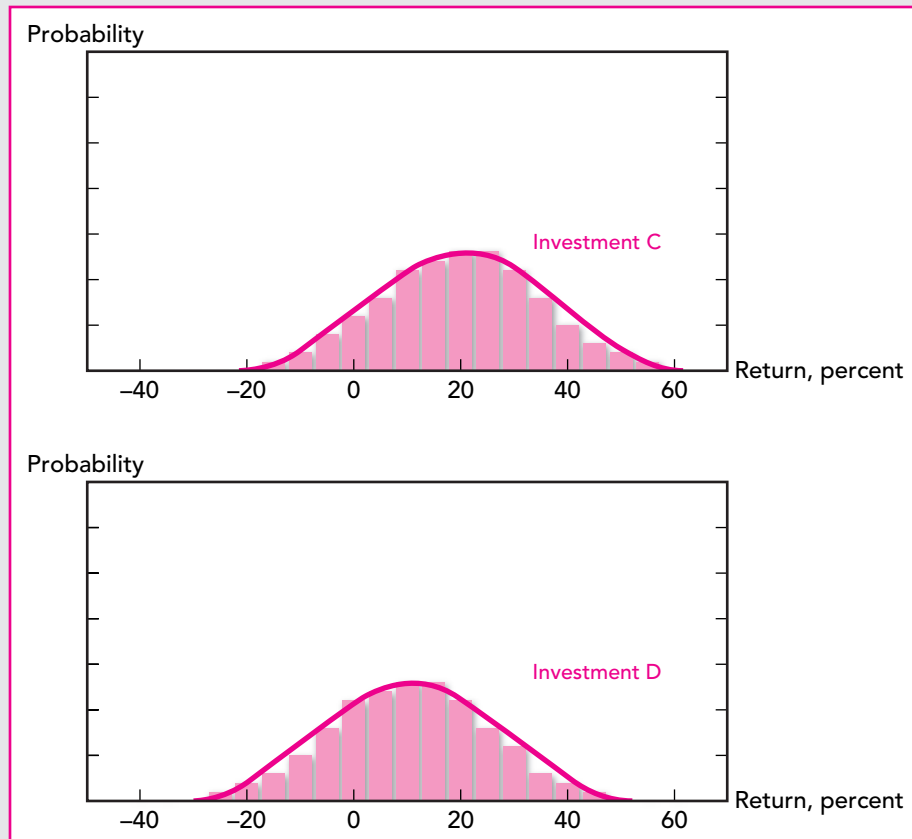 Probability
Investment C
Return, percent
–40 –20 0 20 40 60
Probability
Investment D
Return, percent
–40 –20 0 20 40 60